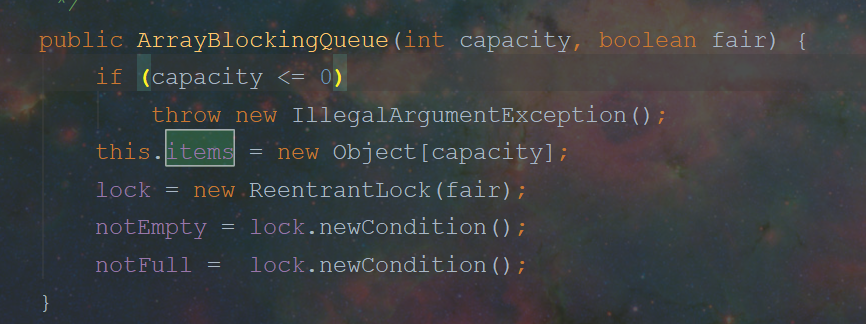 */
public ArrayBlockingQueue(int capacity, boolean fair) {
if (capacity <= 0)
throw new IllegalArgumentException();
this.items = new Object[capacity];
lock = new ReentrantLock(fair);
notEmpty = lock.newCondition();
notFull =  lock.newCondition();
}